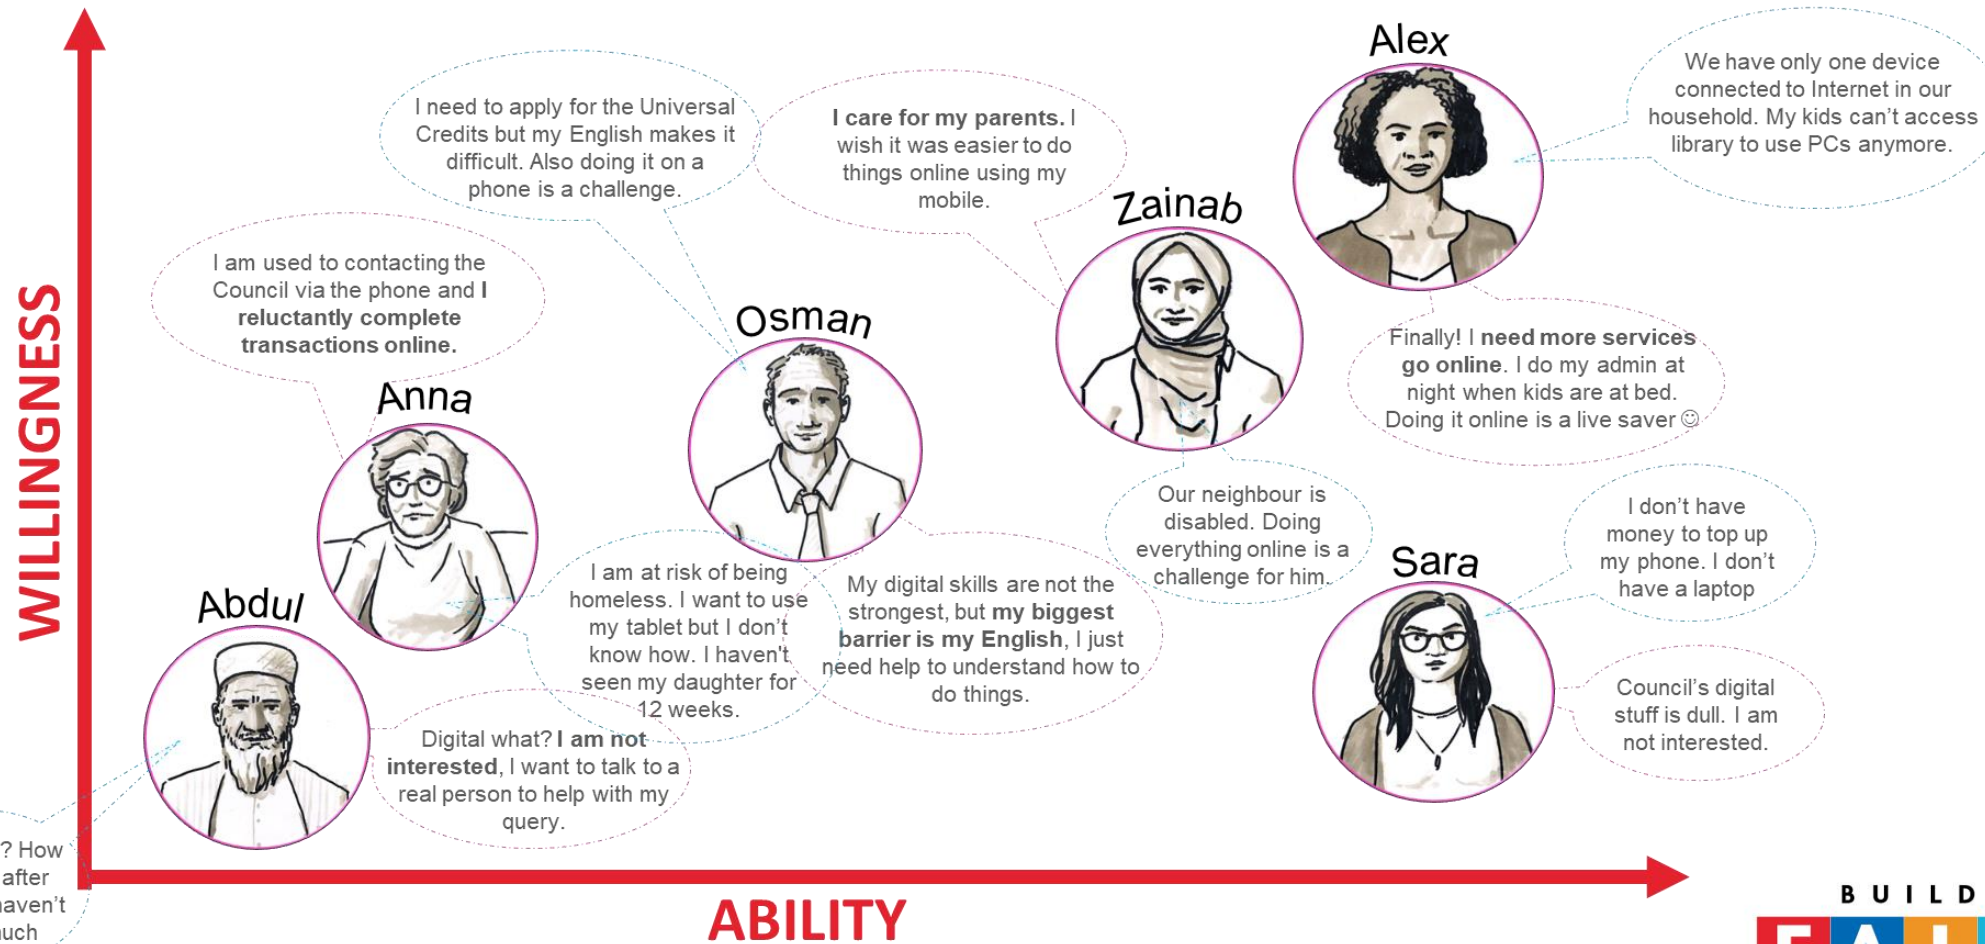 WILLINGNESS
Alex
We have only one device
connected to Internet in our
household. My kids can’t access
library to use PCs anymore.
I need to apply for the Universal
Credits but my English makes it
difficult. Also doing it on a
phone is a challenge.
I care for my parents. I
wish it was easier to do
things online using my
mobile.
Zainab
I am used to contacting the
Council via the phone and I
reluctantly complete
transactions online.
Osman
Finally! I need more services
go online. I do my admin at
night when kids are at bed.
Doing it online is a live saver ☺
Anna
Our neighbour is
disabled. Doing
everything online is a
challenge for him.
I don’t have
money to top up
my phone. I don’t
have a laptop
Sara
I am at risk of being
homeless. I want to use
my tablet but I don’t
know how. I haven't
seen my daughter for
12 weeks.
My digital skills are not the
strongest, but my biggest
barrier is my English, I just
need help to understand how to
do things.
Abdul
Council’s digital
stuff is dull. I am
not interested.
Digital what? I am not
interested, I want to talk to a
real person to help with my
query.
? How
after
haven’t
ABILITY
BUILD